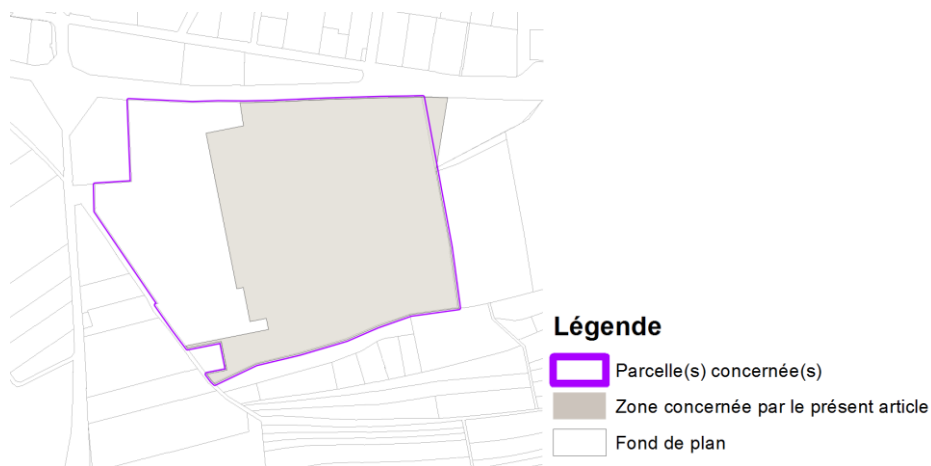 Légende
Parcelle(s) concernée(s)
Zone concernée par le présent article
Fond de plan